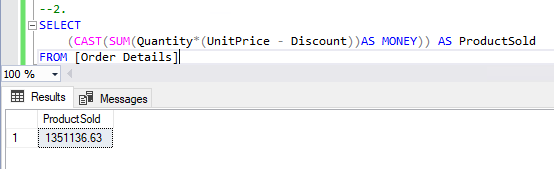 --2.
SELECT
(CAST(SUM(Quantity*(UnitPrice - Discount))AS MONEY)) AS ProductSold
FROM [Order Details]
100 %
Results Messages
ProductSold
1 1351136.63